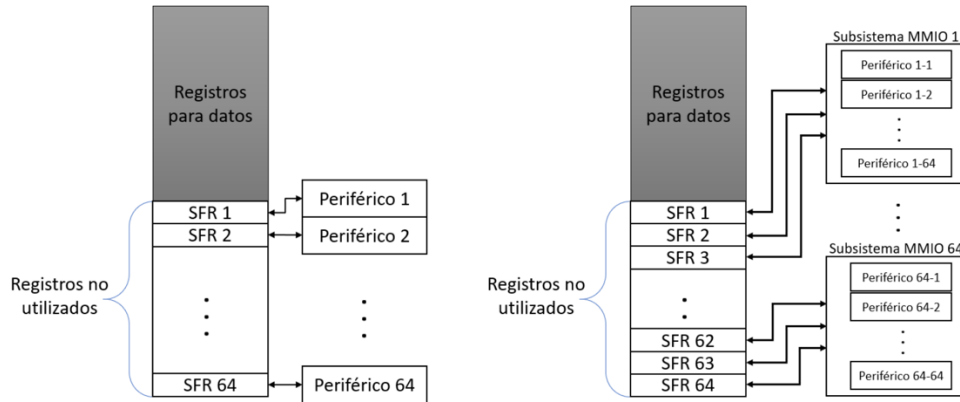 Registros
para datos
SFR 1
SFR 2
SFR 64
Registros no
utilizados
Periférico 1
Periférico 2
Periférico 64
Registros
para datos
SFR 1
SFR 2
SFR 3
SFR 62
SFR 63
SFR 64
Registros no
utilizados
Subsistema MMIO 1
Periférico 1-1
Periférico 1-2
Periférico 1-64
Subsistema MMIO 64
Periférico 64-1
Periférico 64-2
Periférico 64-64